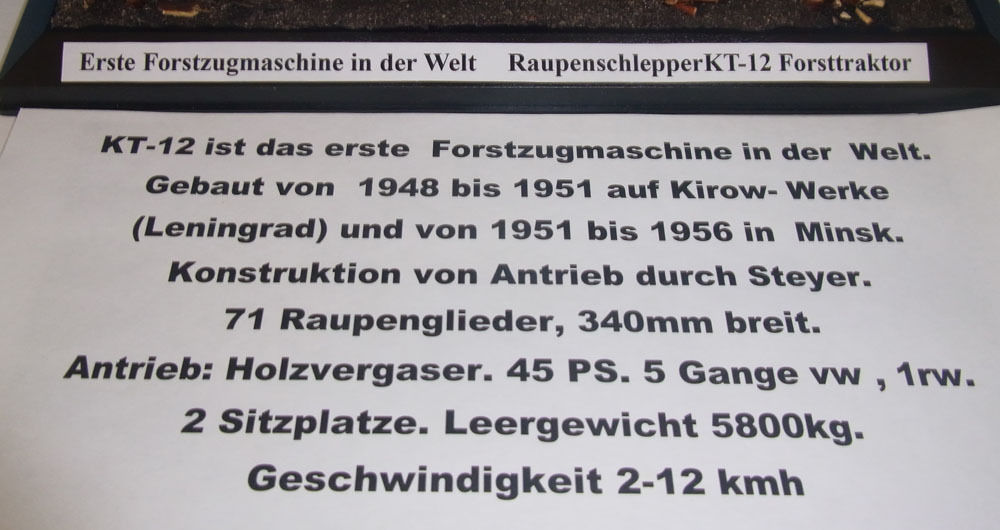 Erste Forstzugmaschine in der Welt RaupenschlepperKT-12 Forsttraktor
KT-12 ist das erste Forstzugmaschine in der Welt.
Gebaut von 1948 bis 1951 auf Kirow- Werke
(Leningrad) und von 1951 bis 1956 in Minsk.
Konstruktion von Antrieb durch Steyer.
71 Raupenglieder, 340mm breit.
Antrieb: Holzvergaser. 45 PS. 5 Gange vw , 1rw.
2 Sitzplatze. Leergewicht 5800kg.
Geschwindigkeit 2-12 kmh